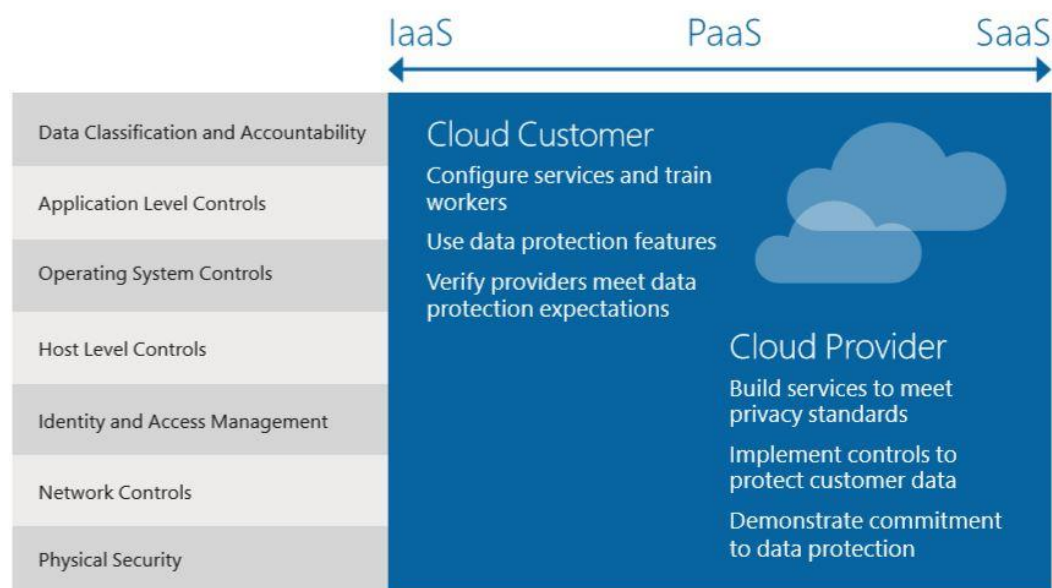 IaaS PaaS SaaS
Data Classification and Accountability
Application Level Controls
Operating System Controls
Host Level Controls
Identity and Access Management
Network Controls
Physical Security
Cloud Customer
Configure services and train
workers
Use data protection features
Verify providers meet data
protection expectations
Cloud Provider
Build services to meet
privacy standards
Implement controls to
protect customer data
Demonstrate commitment
to data protection